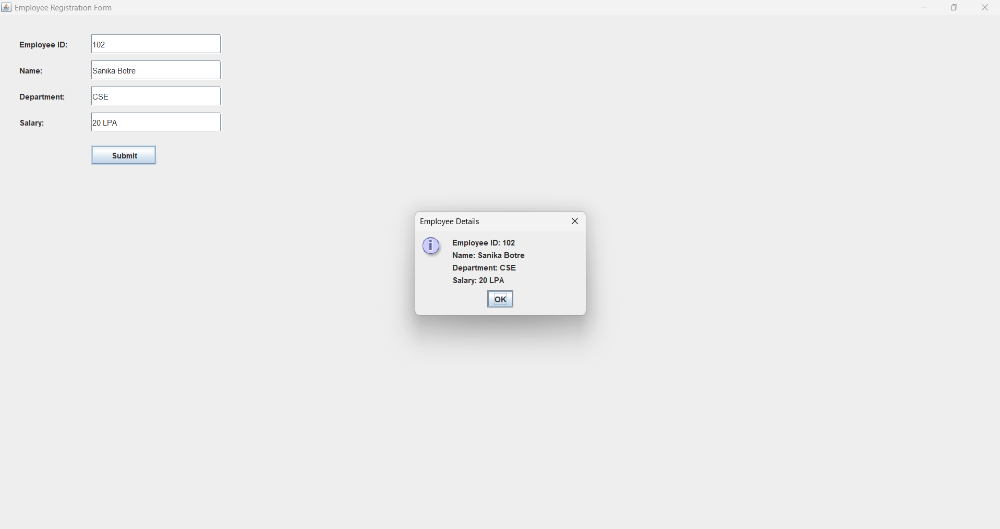 Employee Registration Form
Employee ID: 102
Name: Sanika Botre
Department: CSE
Salary: 20 LPA
Submit
Employee Details
i
Employee ID: 102
Name: Sanika Botre
Department: CSE
Salary: 20 LPA
OK